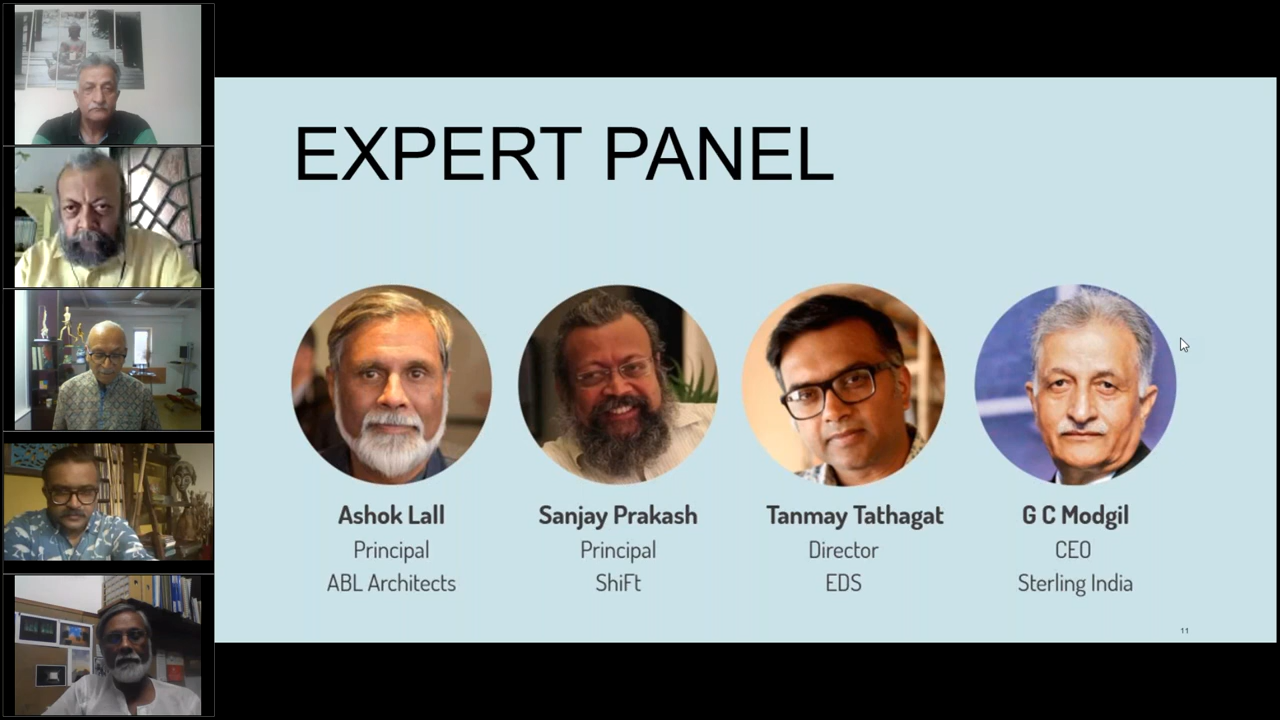 EXPERT PANEL
Ashok Lall
Principal
ABL Architects
Sanjay Prakash
Principal
ShiFt
Tanmay Tathagat
Director
EDS
G C Modgil
CEO
Sterling India
11